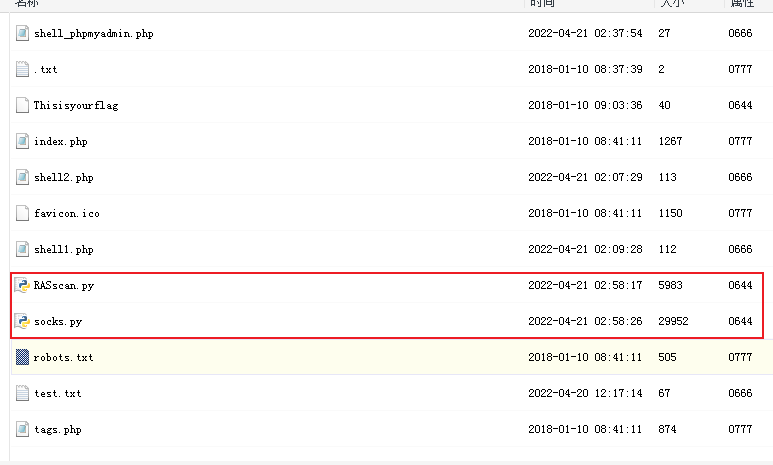 名称 时间 大小 属性
shell_phpmyadmin.php 2022-04-21 02:37:54 27 0666
.txt 2018-01-10 08:37:39 2 0777
Thisisyourflag 2018-01-10 09:03:36 40 0644
index.php 2018-01-10 08:41:11 1267 0777
shell2.php 2022-04-21 02:07:29 113 0666
favicon.ico 2018-01-10 08:41:11 1150 0777
shell1.php 2022-04-21 02:09:28 112 0666
RASscan.py 2022-04-21 02:58:17 5983 0644
socks.py 2022-04-21 02:58:26 29952 0644
robots.txt 2018-01-10 08:41:11 505 0777
test.txt 2022-04-20 12:17:14 67 0666
tags.php 2018-01-10 08:41:11 874 0777